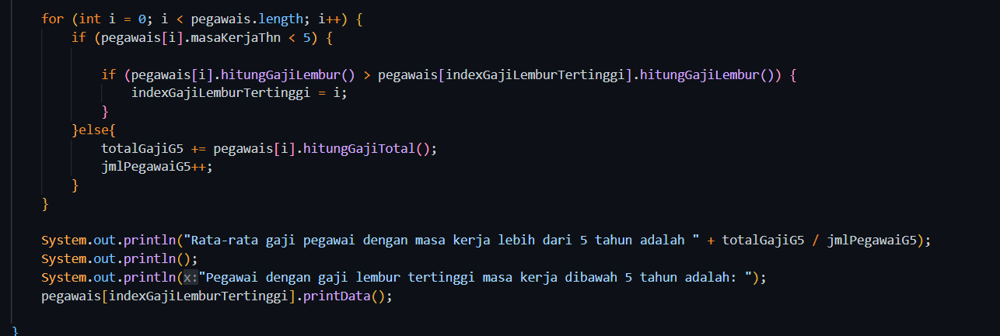 for (int i = 0; i < pegawais.length; i++) {
if (pegawais[i].masaKerjaThn < 5) {
if (pegawais[i].hitungGajiLembur() > pegawais[indexGajiLemburTertinggi].hitungGajiLembur()) {
indexGajiLemburTertinggi = i;
}
}else{
totalGajiG5 += pegawais[i].hitungGajiTotal();
jmlPegawaiG5++;
}
}
System.out.println("Rata-rata gaji pegawai dengan masa kerja lebih dari 5 tahun adalah " + totalGajiG5 / jmlPegawaiG5);
System.out.println();
System.out.println(x:"Pegawai dengan gaji lembur tertinggi masa kerja dibawah 5 tahun adalah: ");
pegawais[indexGajiLemburTertinggi].printData();
}